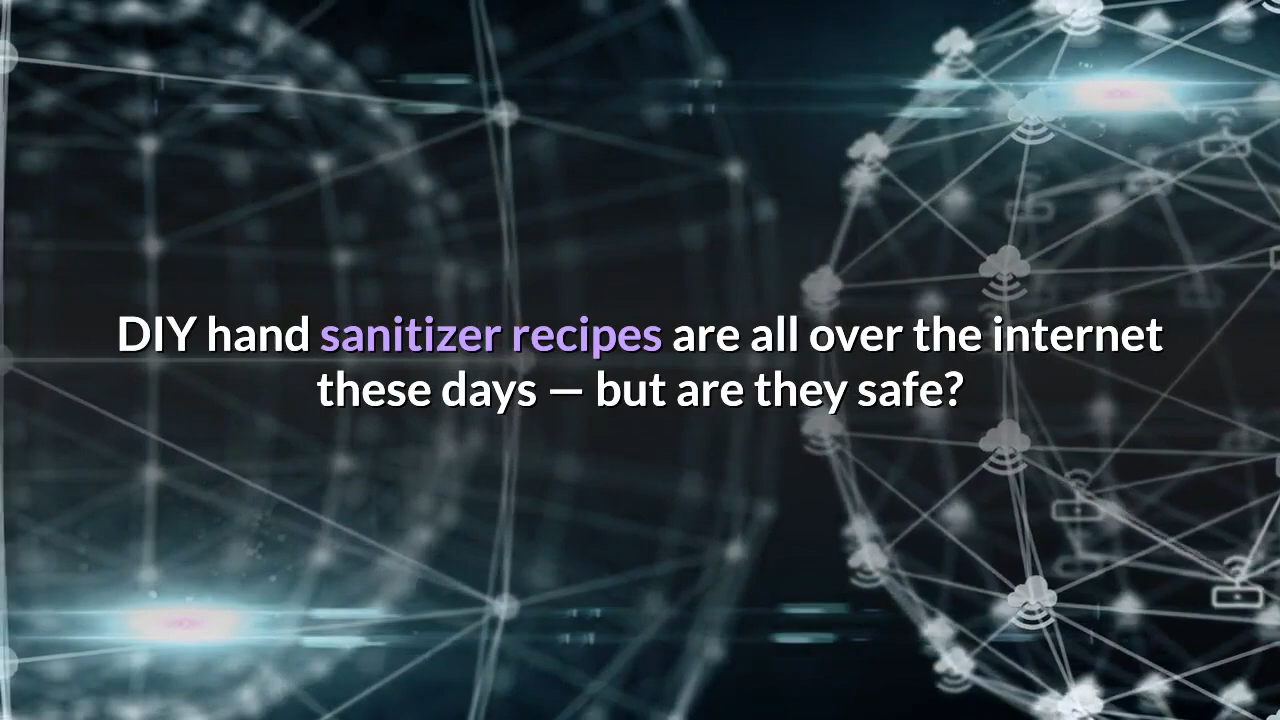 DIY hand sanitizer recipes are all over the internet
these days — but are they safe?